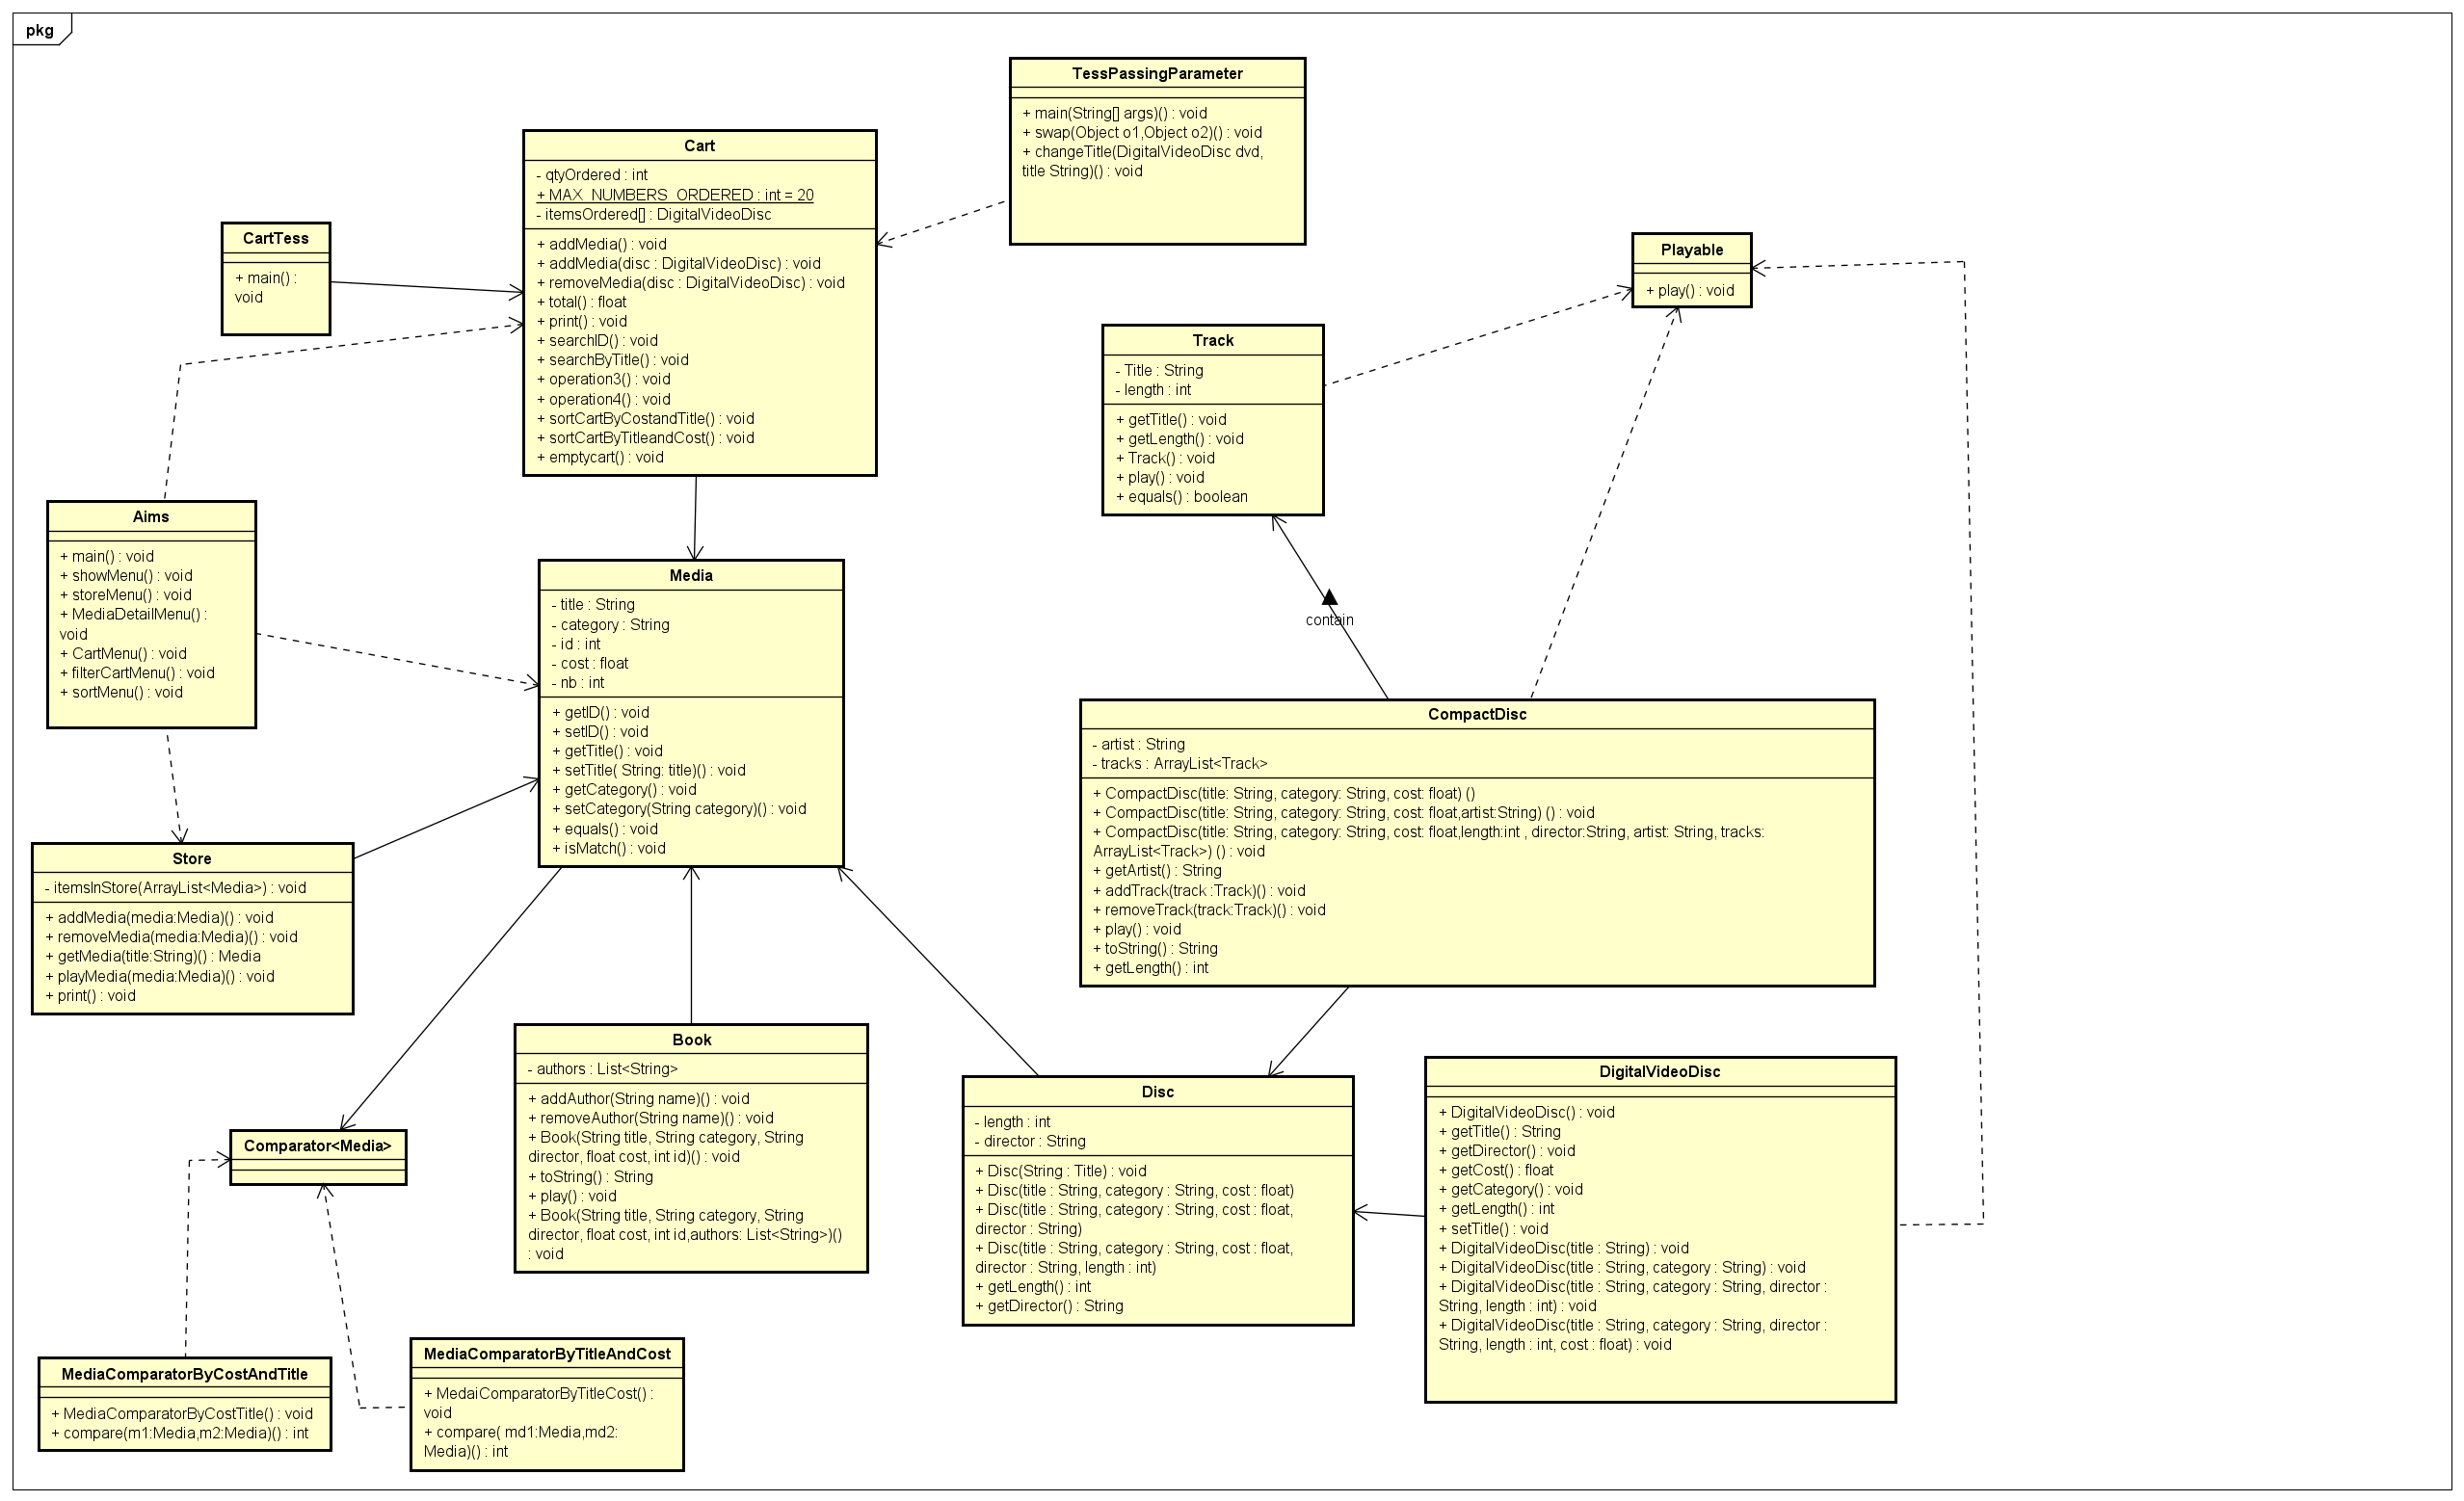 pkg
TessPassingParameter
+ main(String[] args)() : void
+ swap(Object o1,Object o2)() : void
+ changeTitle(DigitalVideoDisc dvd,
title String)() : void
Cart
- qtyOrdered : int
+ MAX_NUMBERS_ORDERED : int = 20
- itemsOrdered[] : DigitalVideoDisc
+ addMedia() : void
+ addMedia(disc : DigitalVideoDisc) : void
+ removeMedia(disc : DigitalVideoDisc) : void
+ total() : float
+ print() : void
+ searchID() : void
+ searchByTitle() : void
+ operation3() : void
+ operation4() : void
+ sortCartByCostandTitle() : void
+ sortCartByTitleandCost() : void
+ emptycart() : void
CartTess
+ main() :
void
Playable
+ play() : void
Track
- Title : String
- length : int
+ getTitle() : void
+ getLength() : void
+ Track() : void
+ play() : void
+ equals() : boolean
Aims
+ main() : void
+ showMenu() : void
+ storeMenu() : void
+ MediaDetailMenu() :
void
+ CartMenu() : void
+ filterCartMenu() : void
+ sortMenu() : void
Media
- title : String
- category : String
- id : int
- cost : float
- nb : int
+ getID() : void
+ setID() : void
+ getTitle() : void
+ setTitle( String: title)() : void
+ getCategory() : void
+ setCategory(String category)() : void
+ equals() : void
+ isMatch() : void
contain
CompactDisc
- artist : String
- tracks : ArrayList<Track>
+ CompactDisc(title: String, category: String, cost: float) ()
+ CompactDisc(title: String, category: String, cost: float,artist:String) () : void
+ CompactDisc(title: String, category: String, cost: float,length:int , director:String, artist: String, tracks:
ArrayList<Track>) () : void
+ getArtist() : String
+ addTrack(track :Track)() : void
+ removeTrack(track:Track)() : void
+ play() : void
+ toString() : String
+ getLength() : int
Store
- itemsInStore(ArrayList<Media>) : void
+ addMedia(media:Media)() : void
+ removeMedia(media:Media)() : void
+ getMedia(title:String)() : Media
+ playMedia(media:Media)() : void
+ print() : void
Book
- authors : List<String>
+ addAuthor(String name)() : void
+ removeAuthor(String name)() : void
+ Book(String title, String category, String
director, float cost, int id)() : void
+ toString() : String
+ play() : void
+ Book(String title, String category, String
director, float cost, int id,authors: List<String>)()
: void
Disc
- length : int
- director : String
+ Disc(String : Title) : void
+ Disc(title : String, category : String, cost : float)
+ Disc(title : String, category : String, cost : float,
director : String)
+ Disc(title : String, category : String, cost : float,
director : String, length : int)
+ getLength() : int
+ getDirector() : String
DigitalVideoDisc
+ DigitalVideoDisc() : void
+ getTitle() : String
+ getDirector() : void
+ getCost() : float
+ getCategory() : void
+ getLength() : int
+ setTitle() : void
+ DigitalVideoDisc(title : String) : void
+ DigitalVideoDisc(title : String, category : String) : void
+ DigitalVideoDisc(title : String, category : String, director :
String, length : int) : void
+ DigitalVideoDisc(title : String, category : String, director :
String, length : int, cost : float) : void
Comparator<Media>
MediaComparatorByCostAndTitle
+ MediaComparatorByCostTitle() : void
+ compare(m1:Media,m2:Media)() : int
MediaComparatorByTitleAndCost
+ MedaiComparatorByTitleCost() :
void
+ compare( md1:Media,md2:
Media)() : int